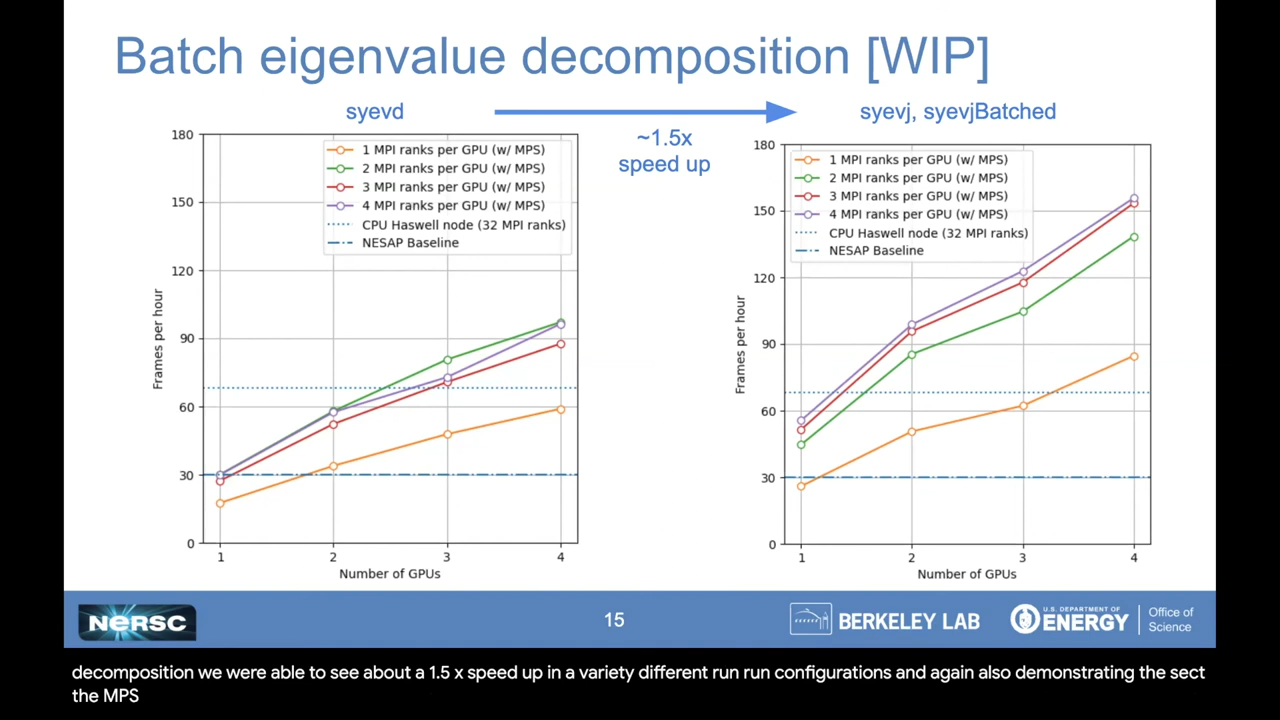 Batch eigenvalue decomposition [WIP]
syevd
~1.5x
speed up
syevj, syevjBatched
180
150
120
90
60
30
0
Frames per hour
1 MPI ranks per GPU (w/ MPS)
2 MPI ranks per GPU (w/ MPS)
3 MPI ranks per GPU (w/ MPS)
4 MPI ranks per GPU (w/ MPS)
CPU Haswell node (32 MPI ranks)
NESAP Baseline
1 2 3 4
Number of GPUs
180
150
120
90
60
30
0
Frames per hour
1 MPI ranks per GPU (w/ MPS)
2 MPI ranks per GPU (w/ MPS)
3 MPI ranks per GPU (w/ MPS)
4 MPI ranks per GPU (w/ MPS)
CPU Haswell node (32 MPI ranks)
NESAP Baseline
1 2 3 4
Number of GPUs
NERSC
15
BERKELEY LAB
U.S. DEPARTMENT OF
ENERGY
Office of
Science
decomposition we were able to see about a 1.5 x speed up in a variety different run run configurations and again also demonstrating the sect
the MPS